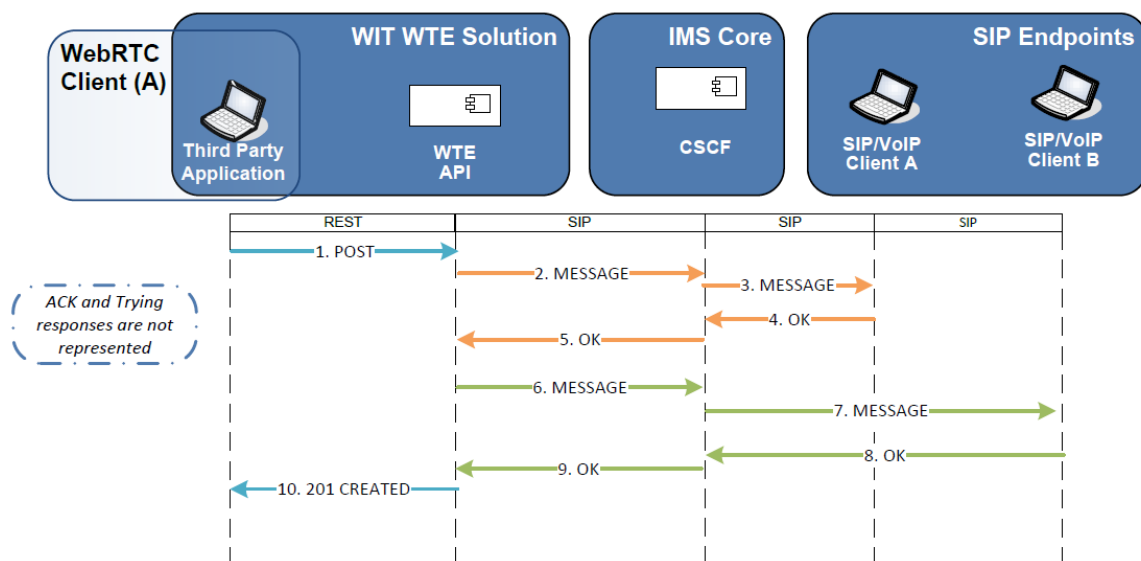 WebRTC
Client (A)
WIT WTE Solution
IMS Core
SIP Endpoints
Third Party
Application
WTE
API
CSCF
SIP/VoIP
Client A
SIP/VoIP
Client B
REST
SIP
SIP
SIP
1. POST
2. MESSAGE
3. MESSAGE
ACK and Trying
responses are not
represented
4. OK
5. OK
6. MESSAGE
7. MESSAGE
8. OK
9. OK
10. 201 CREATED